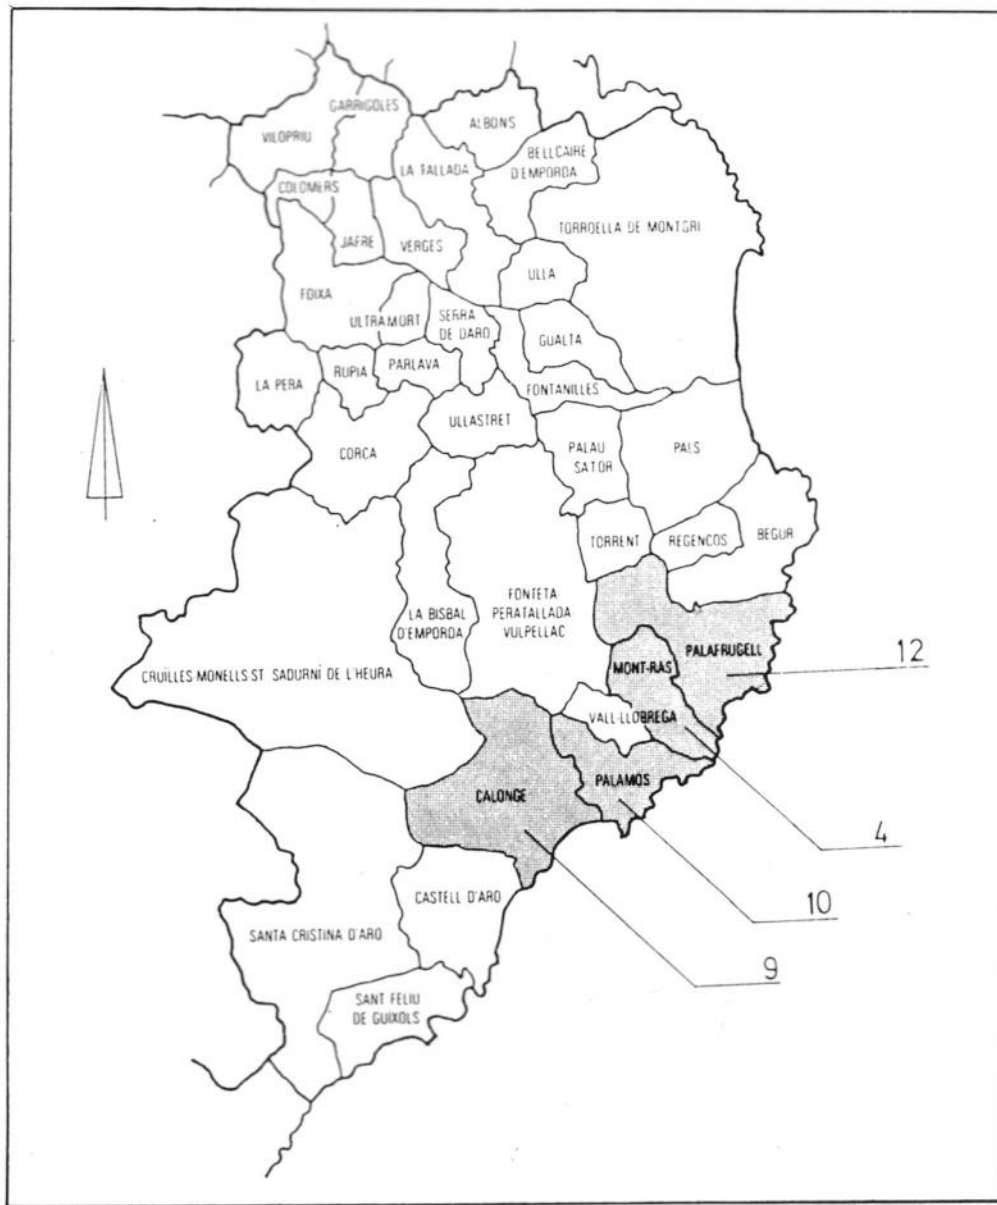 GARRIGOLES
ALBONS
VILOPRIU
BELLCAIRE
D'EMPORDA
LA TALLADA
COLOMERS
TORROELLA DE MONTGRI
JAFRE
VERGES
ULLA
FOIXA
ULTRAMORT
SERRA
DE DARO
GUALTA
LA PERA
RUPIA
PARLAVA
FONTANILLES
ULLASTRET
CORCA
PALAU
SATOR
PALS
TORRENT
REGENCOS
BEGUR
FONTETA-
PERATALLADA
VULPELLAC
LA BISBAL
D'EMPORDA
PALAFRUGELL
12
MONT-RAS
CRUÏLLES-MONELLS-ST. SADURNÍ DE L'HEURA
VALL-LLOBREGA
PALAMOS
CALONGE
4
10
CASTELL D'ARO
SANTA CRISTINA D'ARO
9
SANT FELIU
DE GUIXOLS